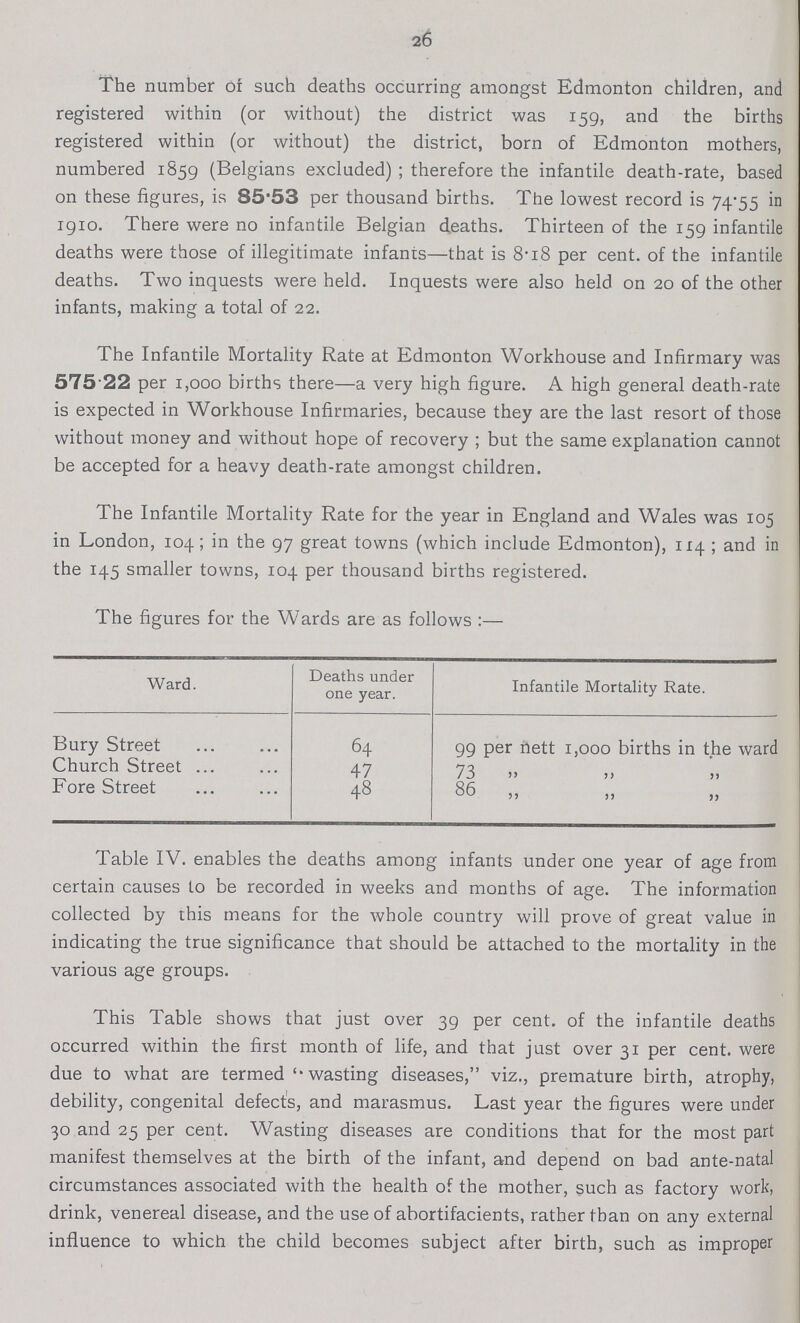 26
The number of such deaths occurring amongst Edmonton children, and
registered within (or without) the district was 159, and the births
registered within (or without) the district, born of Edmonton mothers,
numbered 1859 (Belgians excluded) ; therefore the infantile death-rate, based
on these figures, is 85·53 per thousand births. The lowest record is 74·55 in
1910. There were no infantile Belgian deaths. Thirteen of the 159 infantile
deaths were those of illegitimate infants—that is 8·18 per cent. of the infantile
deaths. Two inquests were held. Inquests were also held on 20 of the other
infants, making a total of 22.
The Infantile Mortality Rate at Edmonton Workhouse and Infirmary was
575·22 per 1,000 births there—a very high figure. A high general death-rate
is expected in Workhouse Infirmaries, because they are the last resort of those
without money and without hope of recovery ; but the same explanation cannot
be accepted for a heavy death-rate amongst children.
The Infantile Mortality Rate for the year in England and Wales was 105
in London, 104 ; in the 97 great towns (which include Edmonton), 114 ; and in
the 145 smaller towns, 104 per thousand births registered.
The figures for the Wards are as follows :—
Ward. Deaths under one year. Infantile Mortality Rate.
Bury Street ... ... 64 99 per nett 1,000 births in the ward
Church Street ... ... 47 73 ,, ,, ,,
Fore Street ... ... 48 86 ,, ,, ,,
Table IV. enables the deaths among infants under one year of age from
certain causes to be recorded in weeks and months of age. The information
collected by this means for the whole country will prove of great value in
indicating the true significance that should be attached to the mortality in the
various age groups.
This Table shows that just over 39 per cent. of the infantile deaths
occurred within the first month of life, and that just over 31 per cent. were
due to what are termed “wasting diseases,” viz., premature birth, atrophy,
debility, congenital defects, and marasmus. Last year the figures were under
30 and 25 per cent. Wasting diseases are conditions that for the most part
manifest themselves at the birth of the infant, and depend on bad ante-natal
circumstances associated with the health of the mother, such as factory work,
drink, venereal disease, and the use of abortifacients, rather than on any external
influence to which the child becomes subject after birth, such as improper